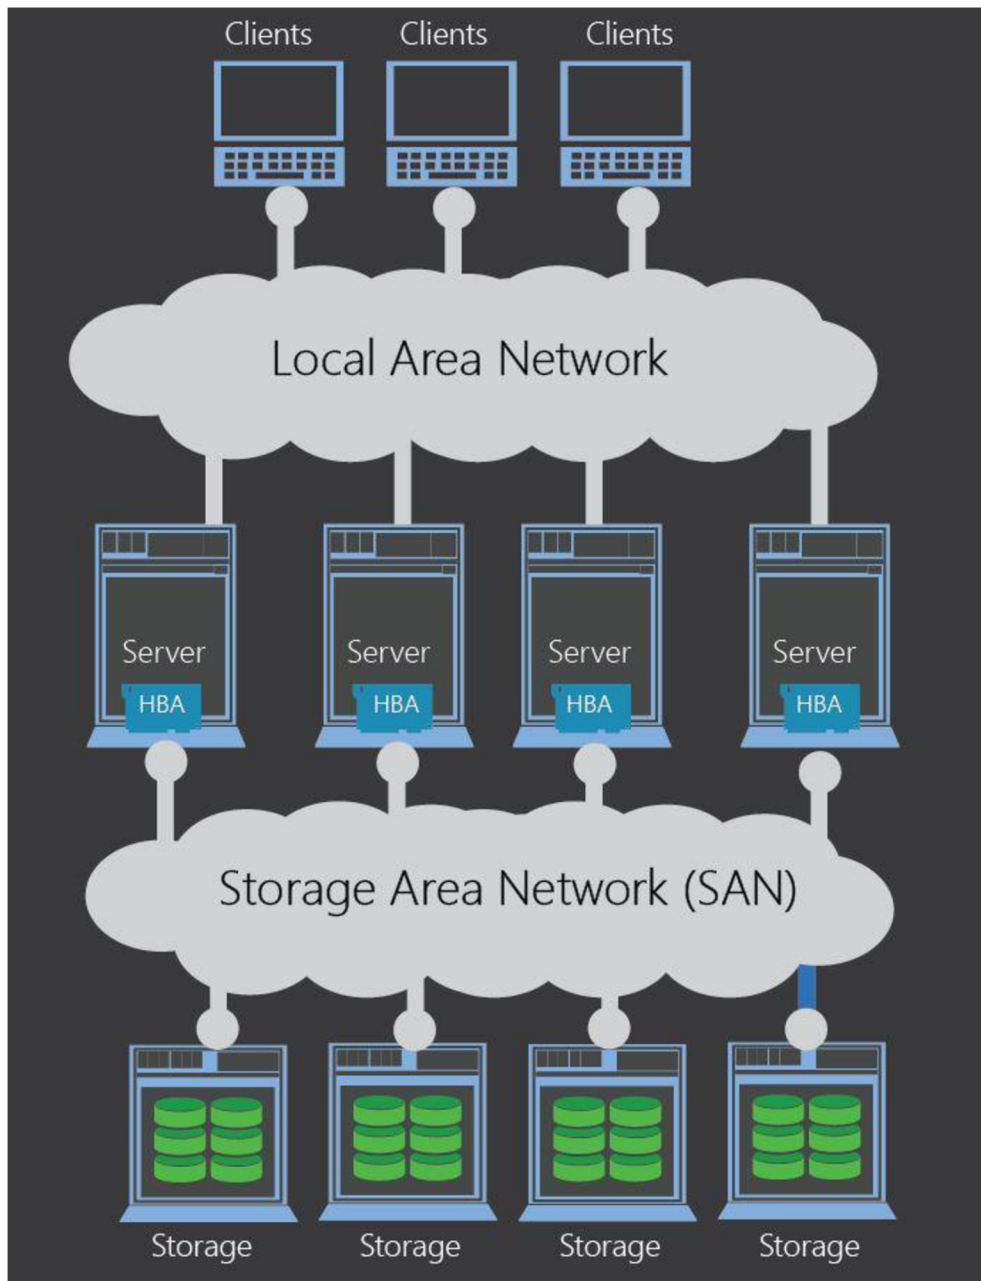 Clients Clients Clients
Local Area Network
Server Server Server Server
HBA HBA HBA HBA
Storage Area Network (SAN)
Storage Storage Storage Storage